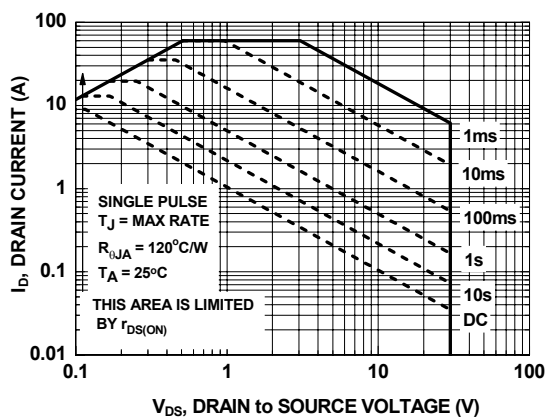 100
10
1
0.1
0.01
0.1
1
10
100
I_D, DRAIN CURRENT (A)
V_DS, DRAIN to SOURCE VOLTAGE (V)
1ms
10ms
100ms
1s
10s
DC
SINGLE PULSE
T_J = MAX RATE
R_θJA = 120°C/W
T_A = 25°C
THIS AREA IS LIMITED
BY r_DS(ON)